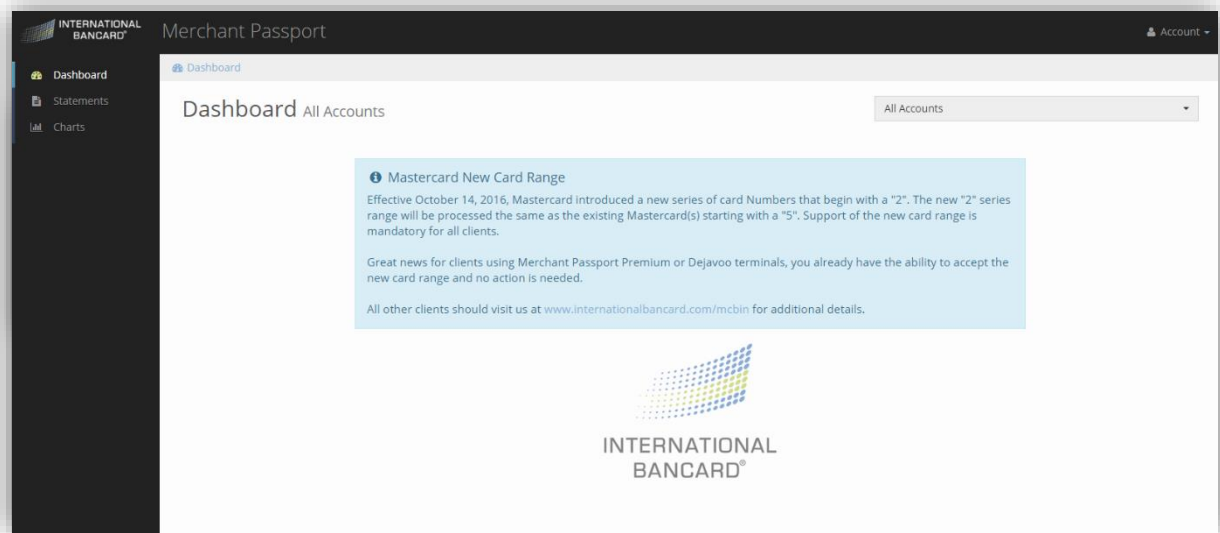 INTERNATIONAL
BANCARD®
Merchant Passport
Account
Dashboard
Statements
Charts
Dashboard
Dashboard All Accounts
All Accounts
Mastercard New Card Range
Effective October 14, 2016, Mastercard introduced a new series of card Numbers that begin with a "2". The new "2" series
range will be processed the same as the existing Mastercard(s) starting with a "5". Support of the new card range is
mandatory for all clients.
Great news for clients using Merchant Passport Premium or Dejavoo terminals, you already have the ability to accept the
new card range and no action is needed.
All other clients should visit us at www.internationalbancard.com/mcbin for additional details.
INTERNATIONAL
BANCARD®